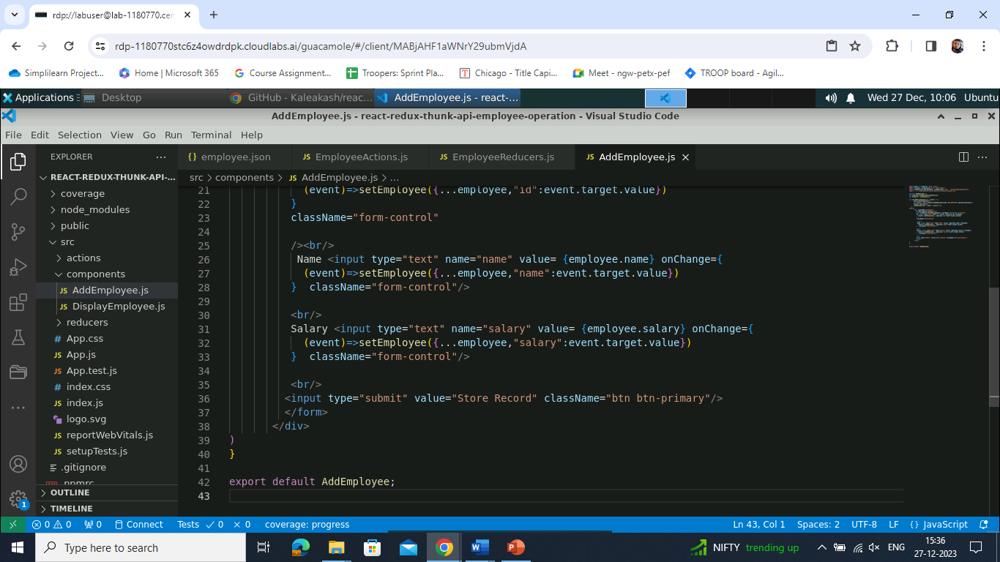 rdp://labuser@lab-1180770.cen
rdp-1180770stc6z4owdrdpk.cloudlabs.ai/guacamole/#/client/MABjAHF1aWNrY29ubmVjdA
Simplilearn Project...
Home | Microsoft 365
Course Assignment...
Troopers: Sprint Pla...
Chicago - Title Capi...
Meet - ngw-petx-pef
TROOP board - Agil...
Applications
Desktop
GitHub - Kaleakash/reac...
AddEmployee.js - react-...
Wed 27 Dec, 10:06 Ubuntu
AddEmployee.js - react-redux-thunk-api-employee-operation - Visual Studio Code
File Edit Selection View Go Run Terminal Help
EXPLORER ...
{} employee.json
JS EmployeeActions.js
JS EmployeeReducers.js
JS AddEmployee.js
REACT-REDUX-THUNK-API-...
coverage
node_modules
public
src
actions
components
JS AddEmployee.js
JS DisplayEmployee.js
reducers
# App.css
JS App.js
JS App.test.js
# index.css
JS index.js
logo.svg
JS reportWebVitals.js
JS setupTests.js
.gitignore
.npmrc
OUTLINE
TIMELINE
1
src > components > JS AddEmployee.js > ...
21 (event)=>setEmployee({...employee,"id":event.target.value})
22 }
23 className="form-control"
24
25 /><br/>
26 Name <input type="text" name="name" value= {employee.name} onChange={
27 (event)=>setEmployee({...employee,"name":event.target.value})
28 }  className="form-control"/>
29
30 <br/>
31 Salary <input type="text" name="salary" value= {employee.salary} onChange={
32 (event)=>setEmployee({...employee,"salary":event.target.value})
33 }  className="form-control"/>
34
35 <br/>
36 <input type="submit" value="Store Record" className="btn btn-primary"/>
37 </form>
38 </div>
39 )
40 }
41
42 export default AddEmployee;
43
0 0 0 Connect Tests 0 0 coverage: progress
Ln 43, Col 1 Spaces: 2 UTF-8 LF {} JavaScript
Type here to search
NIFTY trending up
ENG
15:36
27-12-2023